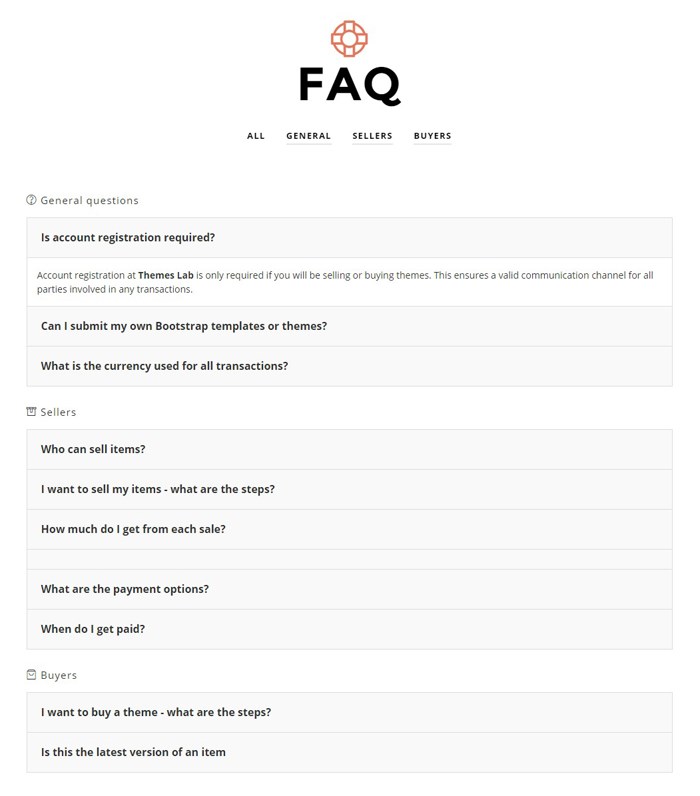 FAQ
ALL GENERAL SELLERS BUYERS
General questions
Is account registration required?
Account registration at Themes Lab is only required if you will be selling or buying themes. This ensures a valid communication channel for all
parties involved in any transactions.
Can I submit my own Bootstrap templates or themes?
What is the currency used for all transactions?
Sellers
Who can sell items?
I want to sell my items - what are the steps?
How much do I get from each sale?
What are the payment options?
When do I get paid?
Buyers
I want to buy a theme - what are the steps?
Is this the latest version of an item